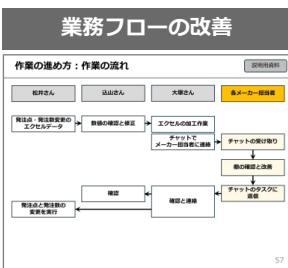 業務フローの改善
作業の進め方：作業の流れ
説明用資料
松井さん
込山さん
大塚さん
各メーカー担当者
発注点・発注数変更の
エクセルデータ
数値の確認と修正
エクセルの加工作業
チャットで
メーカー担当者に連絡
チャットの受け取り
棚の確認と改善
チャットのタスクに
返信
確認と連絡
確認
発注点と発注数の
変更を実行
57